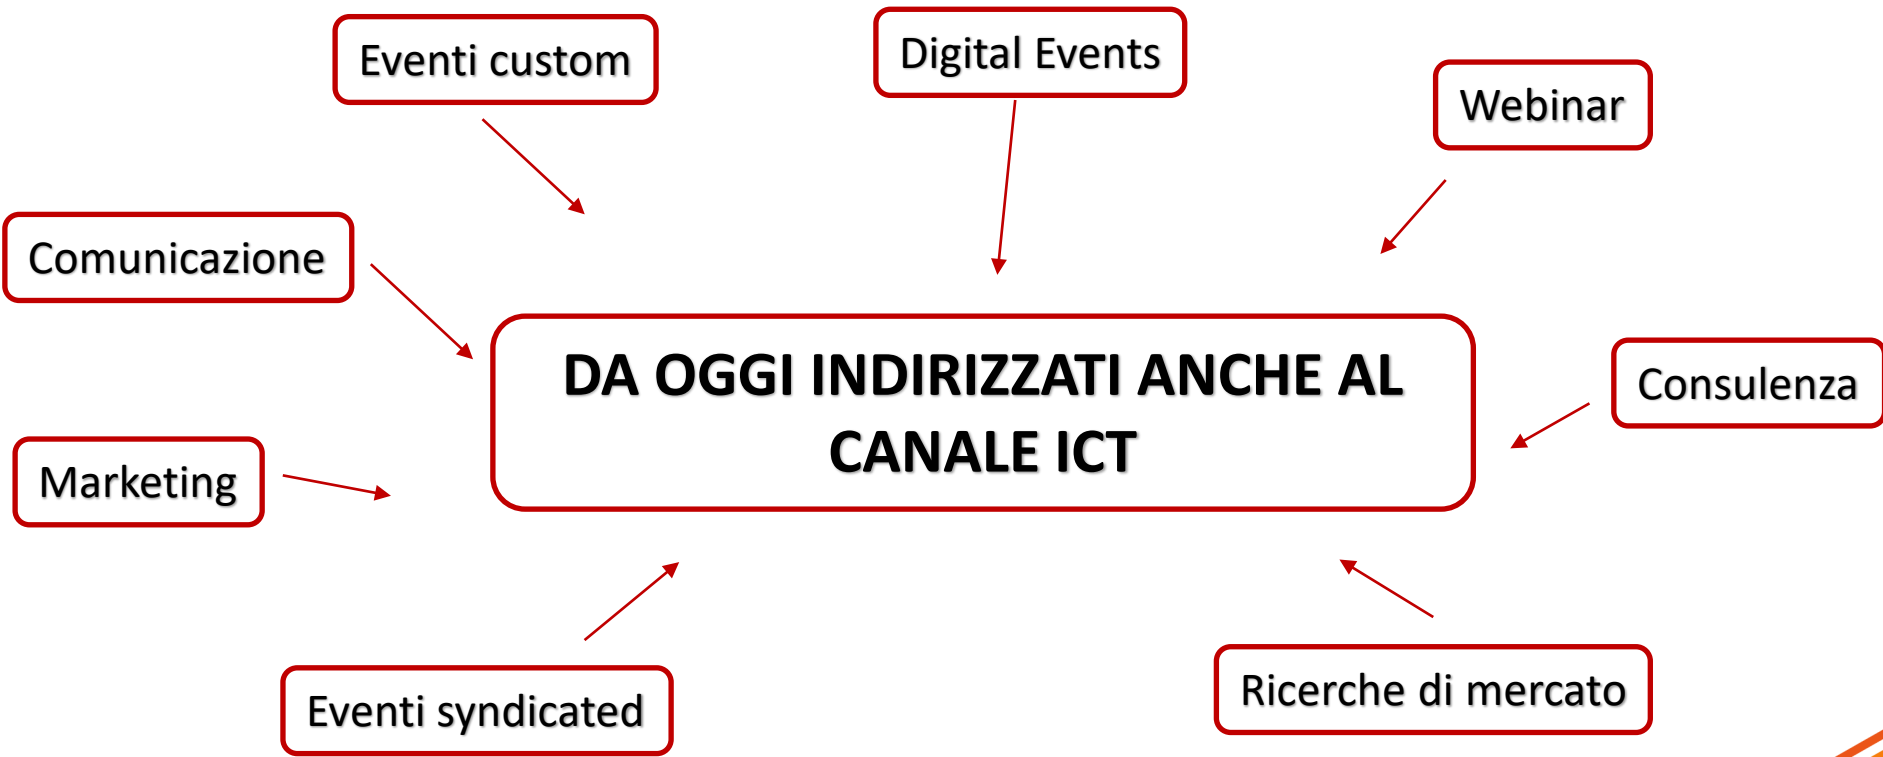 Eventi custom
Digital Events
Webinar
Comunicazione
DA OGGI INDIRIZZATI ANCHE AL
CANALE ICT
Consulenza
Marketing
Eventi syndicated
Ricerche di mercato